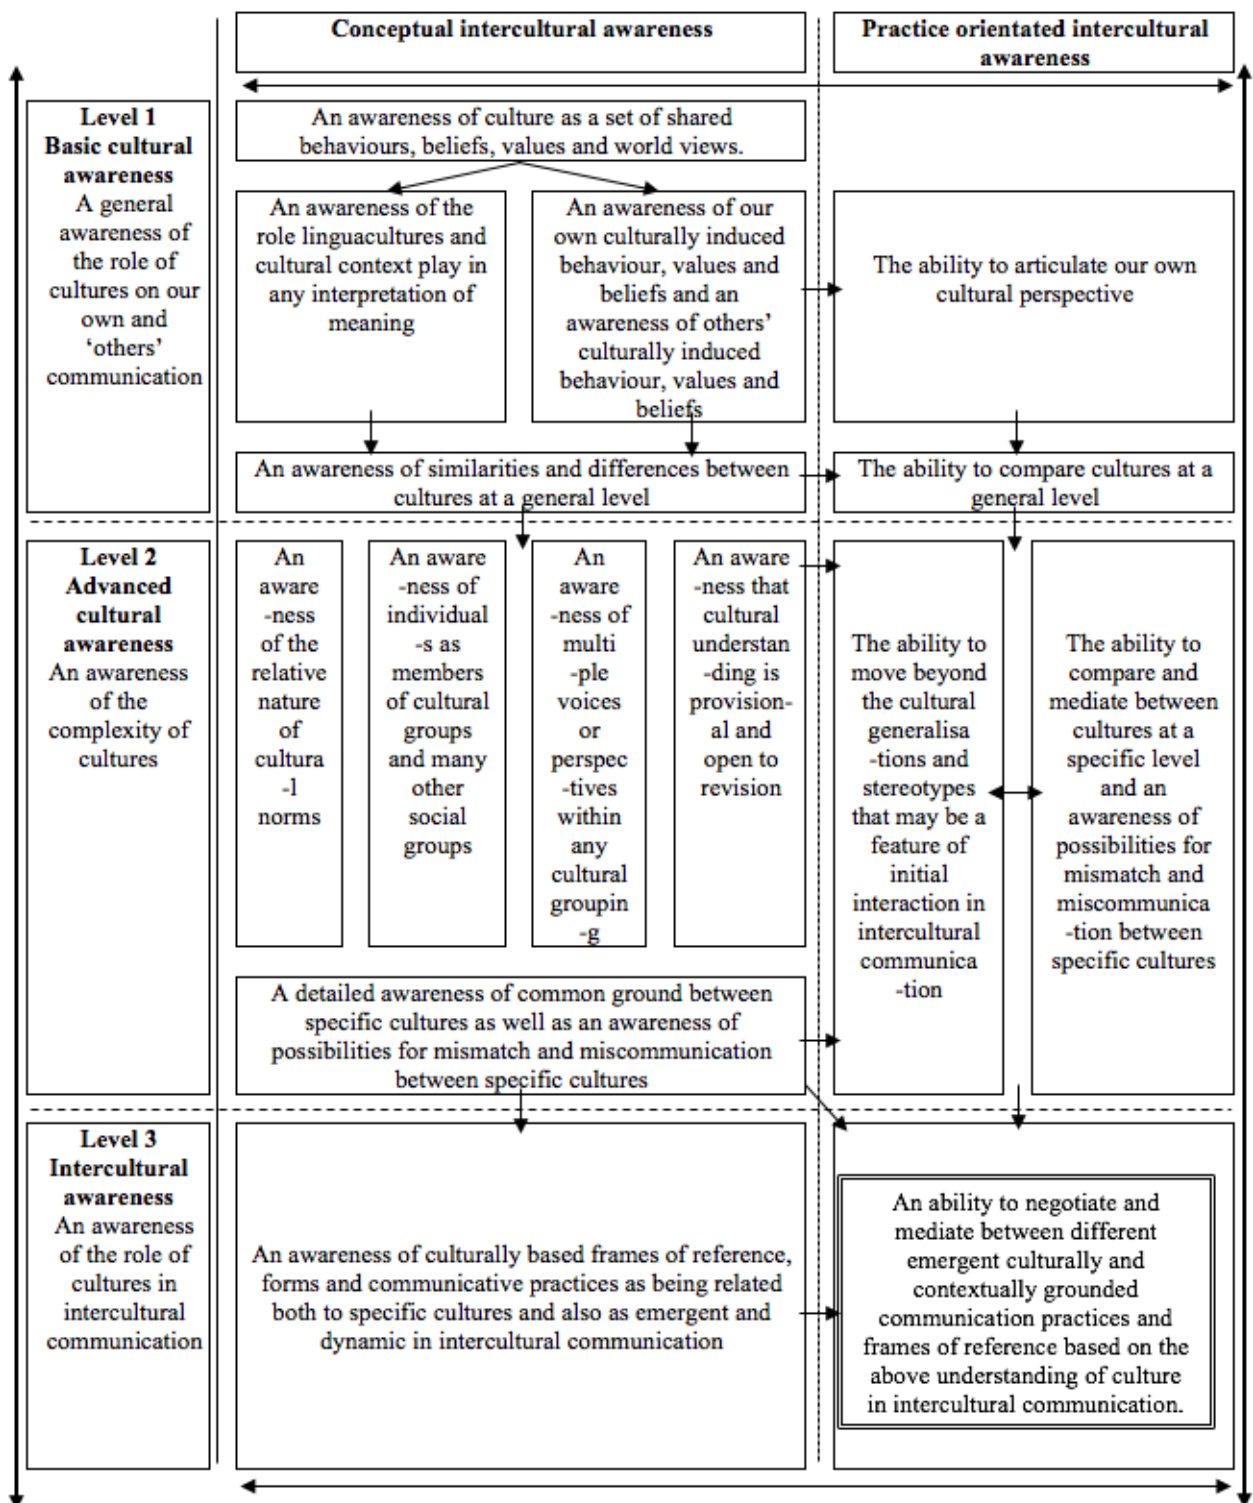 Conceptual intercultural awareness
Practice orientated intercultural
awareness
Level 1
Basic cultural
awareness
A general
awareness of
the role of
cultures on our
own and
‘others’
communication
An awareness of culture as a set of shared
behaviours, beliefs, values and world views.
An awareness of the
role linguacultures and
cultural context play in
any interpretation of
meaning
An awareness of our
own culturally induced
behaviour, values and
beliefs and an
awareness of others’
culturally induced
behaviour, values and
beliefs
The ability to articulate our own
cultural perspective
An awareness of similarities and differences between
cultures at a general level
The ability to compare cultures at a
general level
Level 2
Advanced
cultural
awareness
An awareness
of the
complexity of
cultures
An
aware
-ness
of the
relative
nature
of
cultura
-l
norms
An aware
-ness of
individual
-s as
members
of cultural
groups
and many
other
social
groups
An
aware
-ness of
multi
-ple
voices
or
perspec
-tives
within
any
cultural
groupin
-g
An aware
-ness that
cultural
understan
-ding is
provision-
al and
open to
revision
The ability to
move beyond
the cultural
generalisa
-tions and
stereotypes
that may be a
feature of
initial
interaction in
intercultural
communica
-tion
The ability to
compare and
mediate between
cultures at a
specific level
and an
awareness of
possibilities for
mismatch and
miscommunica
-tion between
specific cultures
A detailed awareness of common ground between
specific cultures as well as an awareness of
possibilities for mismatch and miscommunication
between specific cultures
Level 3
Intercultural
awareness
An awareness
of the role of
cultures in
intercultural
communication
An awareness of culturally based frames of reference,
forms and communicative practices as being related
both to specific cultures and also as emergent and
dynamic in intercultural communication
An ability to negotiate and
mediate between different
emergent culturally and
contextually grounded
communication practices and
frames of reference based on the
above understanding of culture
in intercultural communication.